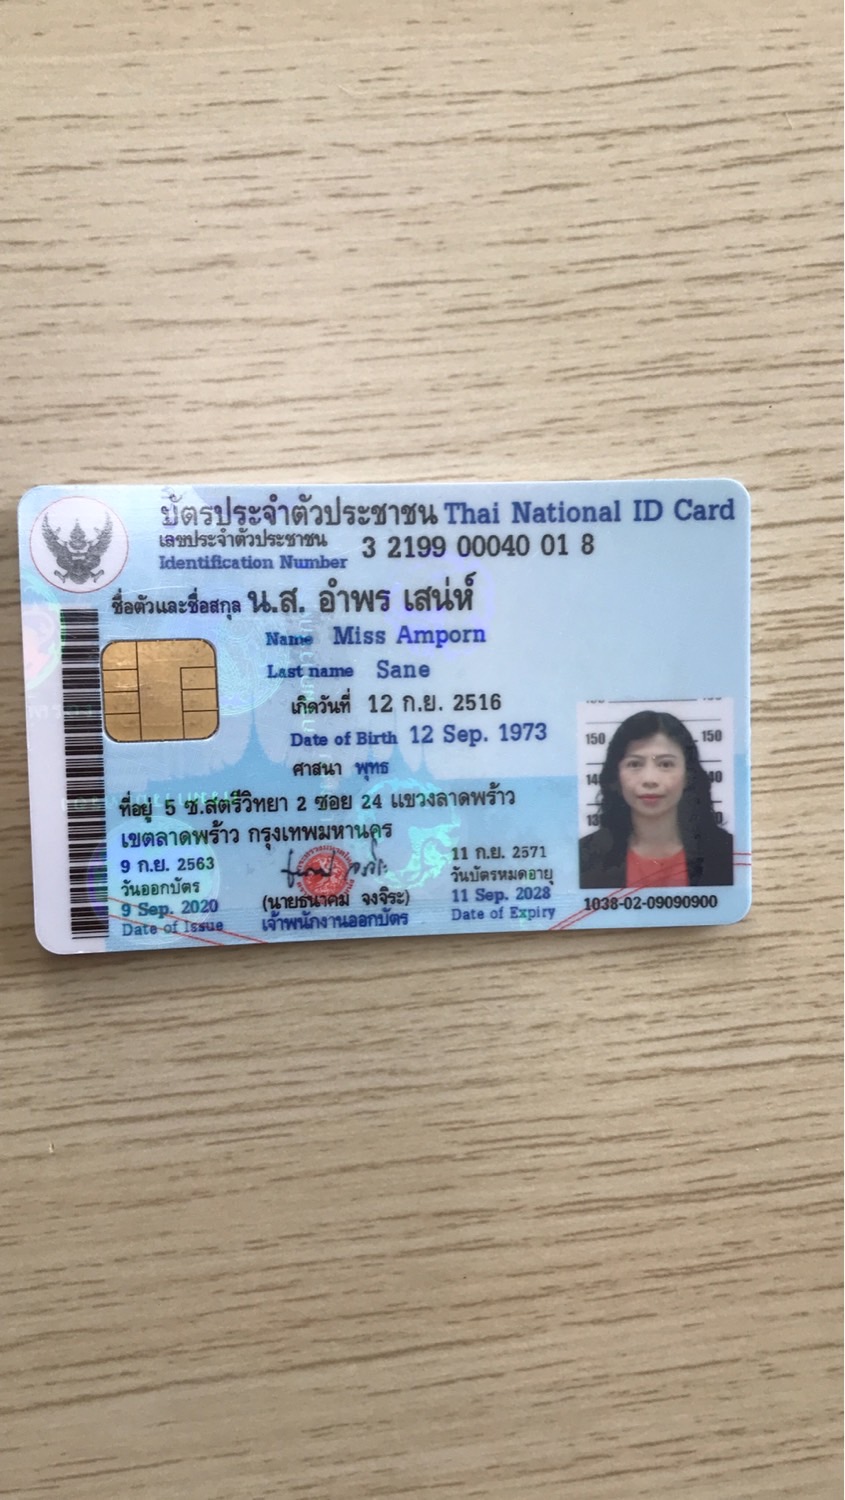 บัตรประจำตัวประชาชน Thai National ID Card
เลขประจำตัวประชาชน
Identification Number 3 2199 00040 01 8
ชื่อตัวและชื่อสกุล น.ส. อำพร เสน่ห์
Name Miss Amporn
Last name Sane
เกิดวันที่ 12 ก.ย. 2516
Date of Birth 12 Sep. 1973
ศาสนา พุทธ
ที่อยู่ 5 ซ.สตรีวิทยา 2 ซอย 24 แขวงลาดพร้าว
เขตลาดพร้าว กรุงเทพมหานคร
9 ก.ย. 2563
วันออกบัตร
9 Sep. 2020
Date of Issue
(นายธนาคม จงจิระ)
เจ้าพนักงานออกบัตร
11 ก.ย. 2571
วันบัตรหมดอายุ
11 Sep. 2028
Date of Expiry
150 150
1038-02-09090900